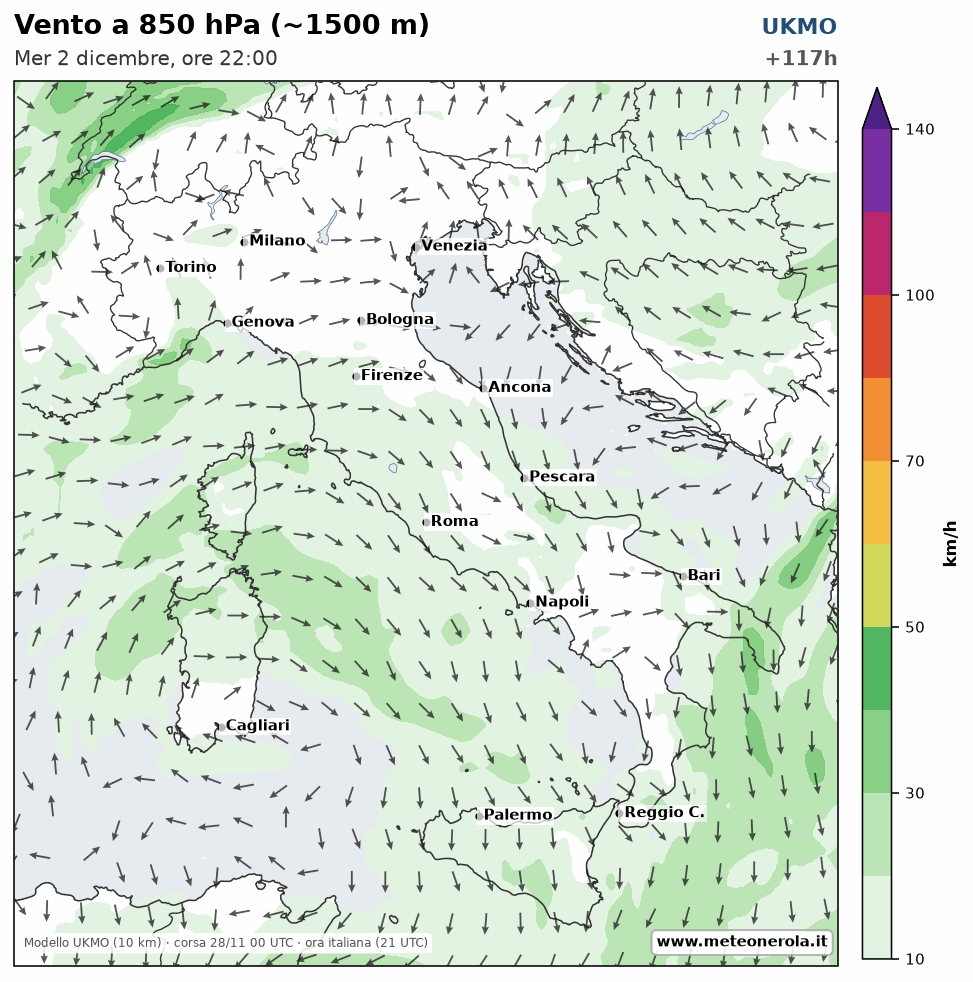 Vento a 850 hPa (~1500 m)
UKMO
Mer 2 dicembre, ore 22:00
+117h
Milano
Venezia
Torino
Genova
Bologna
Firenze
Ancona
Pescara
Roma
Bari
Napoli
Cagliari
Palermo
Reggio C.
Modello UKMO (10 km) · corsa 28/11 00 UTC · ora italiana (21 UTC)
www.meteonerola.it
140
100
70
50
30
10
km/h